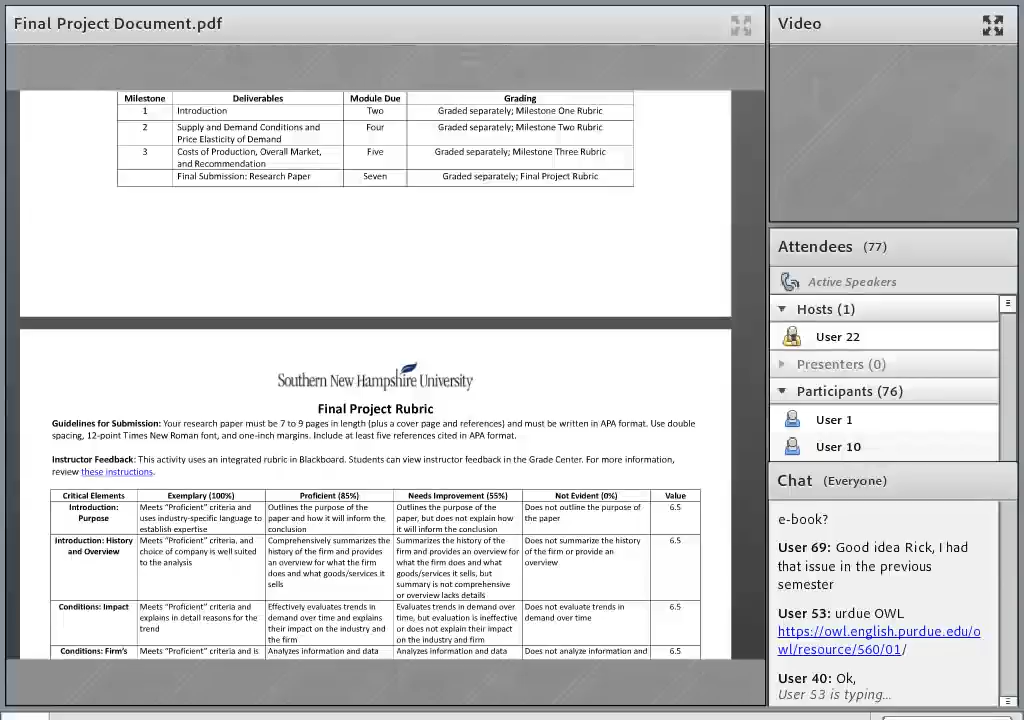 Final Project Document.pdf
Milestone Deliverables Module Due Grading
1 Introduction Two Graded separately; Milestone One Rubric
2 Supply and Demand Conditions and Four Graded separately; Milestone Two Rubric
Price Elasticity of Demand
3 Costs of Production, Overall Market, Five Graded separately; Milestone Three Rubric
and Recommendation
Final Submission: Research Paper Seven Graded separately; Final Project Rubric
Southern New Hampshire University
Final Project Rubric
Guidelines for Submission: Your research paper must be 7 to 9 pages in length (plus a cover page and references) and must be written in APA format. Use double
spacing, 12-point Times New Roman font, and one-inch margins. Include at least five references cited in APA format.
Instructor Feedback: This activity uses an integrated rubric in Blackboard. Students can view instructor feedback in the Grade Center. For more information,
review these instructions.
Critical Elements Exemplary (100%) Proficient (85%) Needs Improvement (55%) Not Evident (0%) Value
Introduction: Meets “Proficient” criteria and Outlines the purpose of the Outlines the purpose of the Does not outline the purpose of 6.5
Purpose uses industry-specific language to paper and how it will inform the paper, but does not explain how the paper
establish expertise conclusion it will inform the conclusion
Introduction: History Meets “Proficient” criteria, and Comprehensively summarizes the Summarizes the history of the Does not summarize the history 6.5
and Overview choice of company is well suited history of the firm and provides firm and provides an overview for of the firm or provide an
to the analysis an overview for what the firm what the firm does and what overview
does and what goods/services it goods/services it sells, but
sells summary is not comprehensive
or overview lacks details
Conditions: Impact Meets “Proficient” criteria and Effectively evaluates trends in Evaluates trends in demand over Does not evaluate trends in 6.5
explains in detail reasons for the demand over time and explains time, but evaluation is ineffective demand over time
trend their impact on the industry and or does not explain their impact
the firm on the industry and firm
Conditions: Firm’s Meets “Proficient” criteria and is Analyzes information and data Analyzes information and data Does not analyze information and 6.5
Video
Attendees (77)
Active Speakers
Hosts (1)
User 22
Presenters (0)
Participants (76)
User 1
User 10
Chat (Everyone)
e-book?
User 69: Good idea Rick, I had
that issue in the previous
semester
User 53: urdue OWL
https://owl.english.purdue.edu/o
wl/resource/560/01/
User 40: Ok,
User 53 is typing...